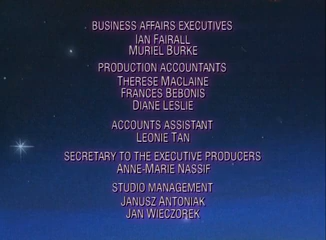 BUSINESS AFFAIRS EXECUTIVES
IAN FAIRALL
MURIEL BURKE
PRODUCTION ACCOUNTANTS
THERESE MACLAINE
FRANCES BEBONIS
DIANE LESLIE
ACCOUNTS ASSISTANT
LEONIE TAN
SECRETARY TO THE EXECUTIVE PRODUCERS
ANNE-MARIE NASSIF
STUDIO MANAGEMENT
JANUSZ ANTONIAK
JAN WIECZOREK